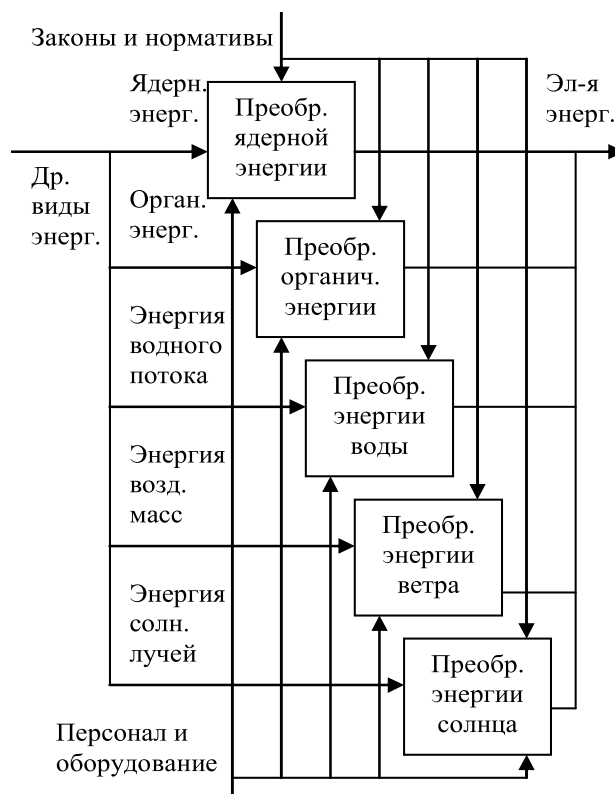 Законы и нормативы
Ядерн.
энерг.
Эл-я
энерг.
Преобр.
ядерной
энергии
Др.
виды
энерг.
Орган.
энерг.
Преобр.
органич.
энергии
Энергия
водного
потока
Преобр.
энергии
воды
Энергия
возд.
масс
Преобр.
энергии
ветра
Энергия
солн.
лучей
Преобр.
энергии
солнца
Персонал и
оборудование